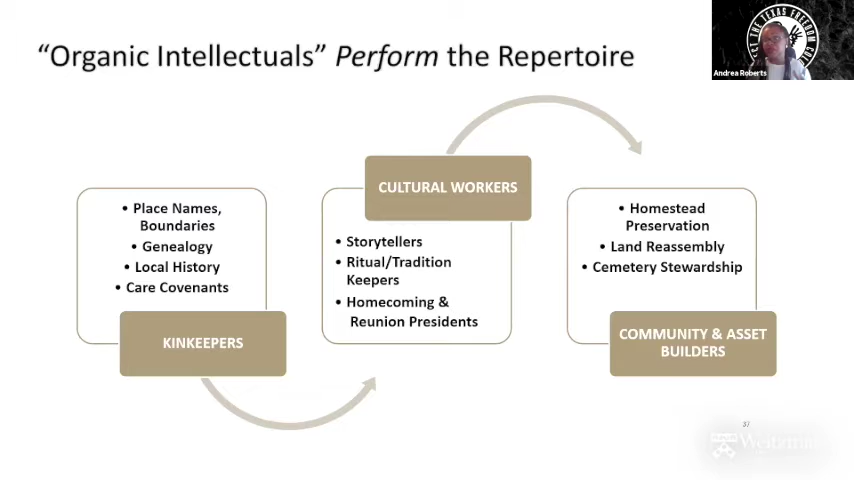 “Organic Intellectuals” Perform the Repertoire
Andrea Roberts
• Place Names,
Boundaries
• Genealogy
• Local History
• Care Covenants
KINKEEPERS
CULTURAL WORKERS
• Storytellers
• Ritual/Tradition
Keepers
• Homecoming &
Reunion Presidents
• Homestead
Preservation
• Land Reassembly
• Cemetery Stewardship
COMMUNITY & ASSET
BUILDERS
37